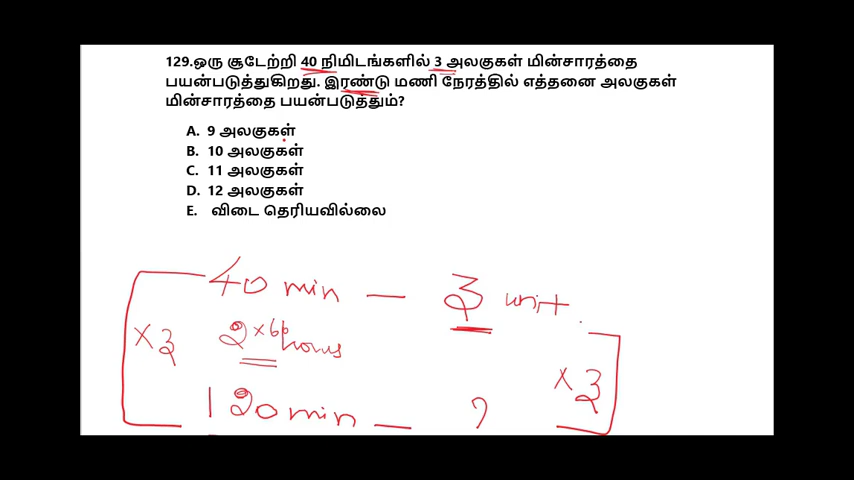 129.ஒரு சூடேற்றி 40 நிமிடங்களில் 3 அலகுகள் மின்சாரத்தை
பயன்படுத்துகிறது. இரண்டு மணி நேரத்தில் எத்தனை அலகுகள்
மின்சாரத்தை பயன்படுத்தும்?
A. 9 அலகுகள்
B. 10 அலகுகள்
C. 11 அலகுகள்
D. 12 அலகுகள்
E. விடை தெரியவில்லை
40 min — 3 unit
×3 2×60 hours
×3
120 min — ?